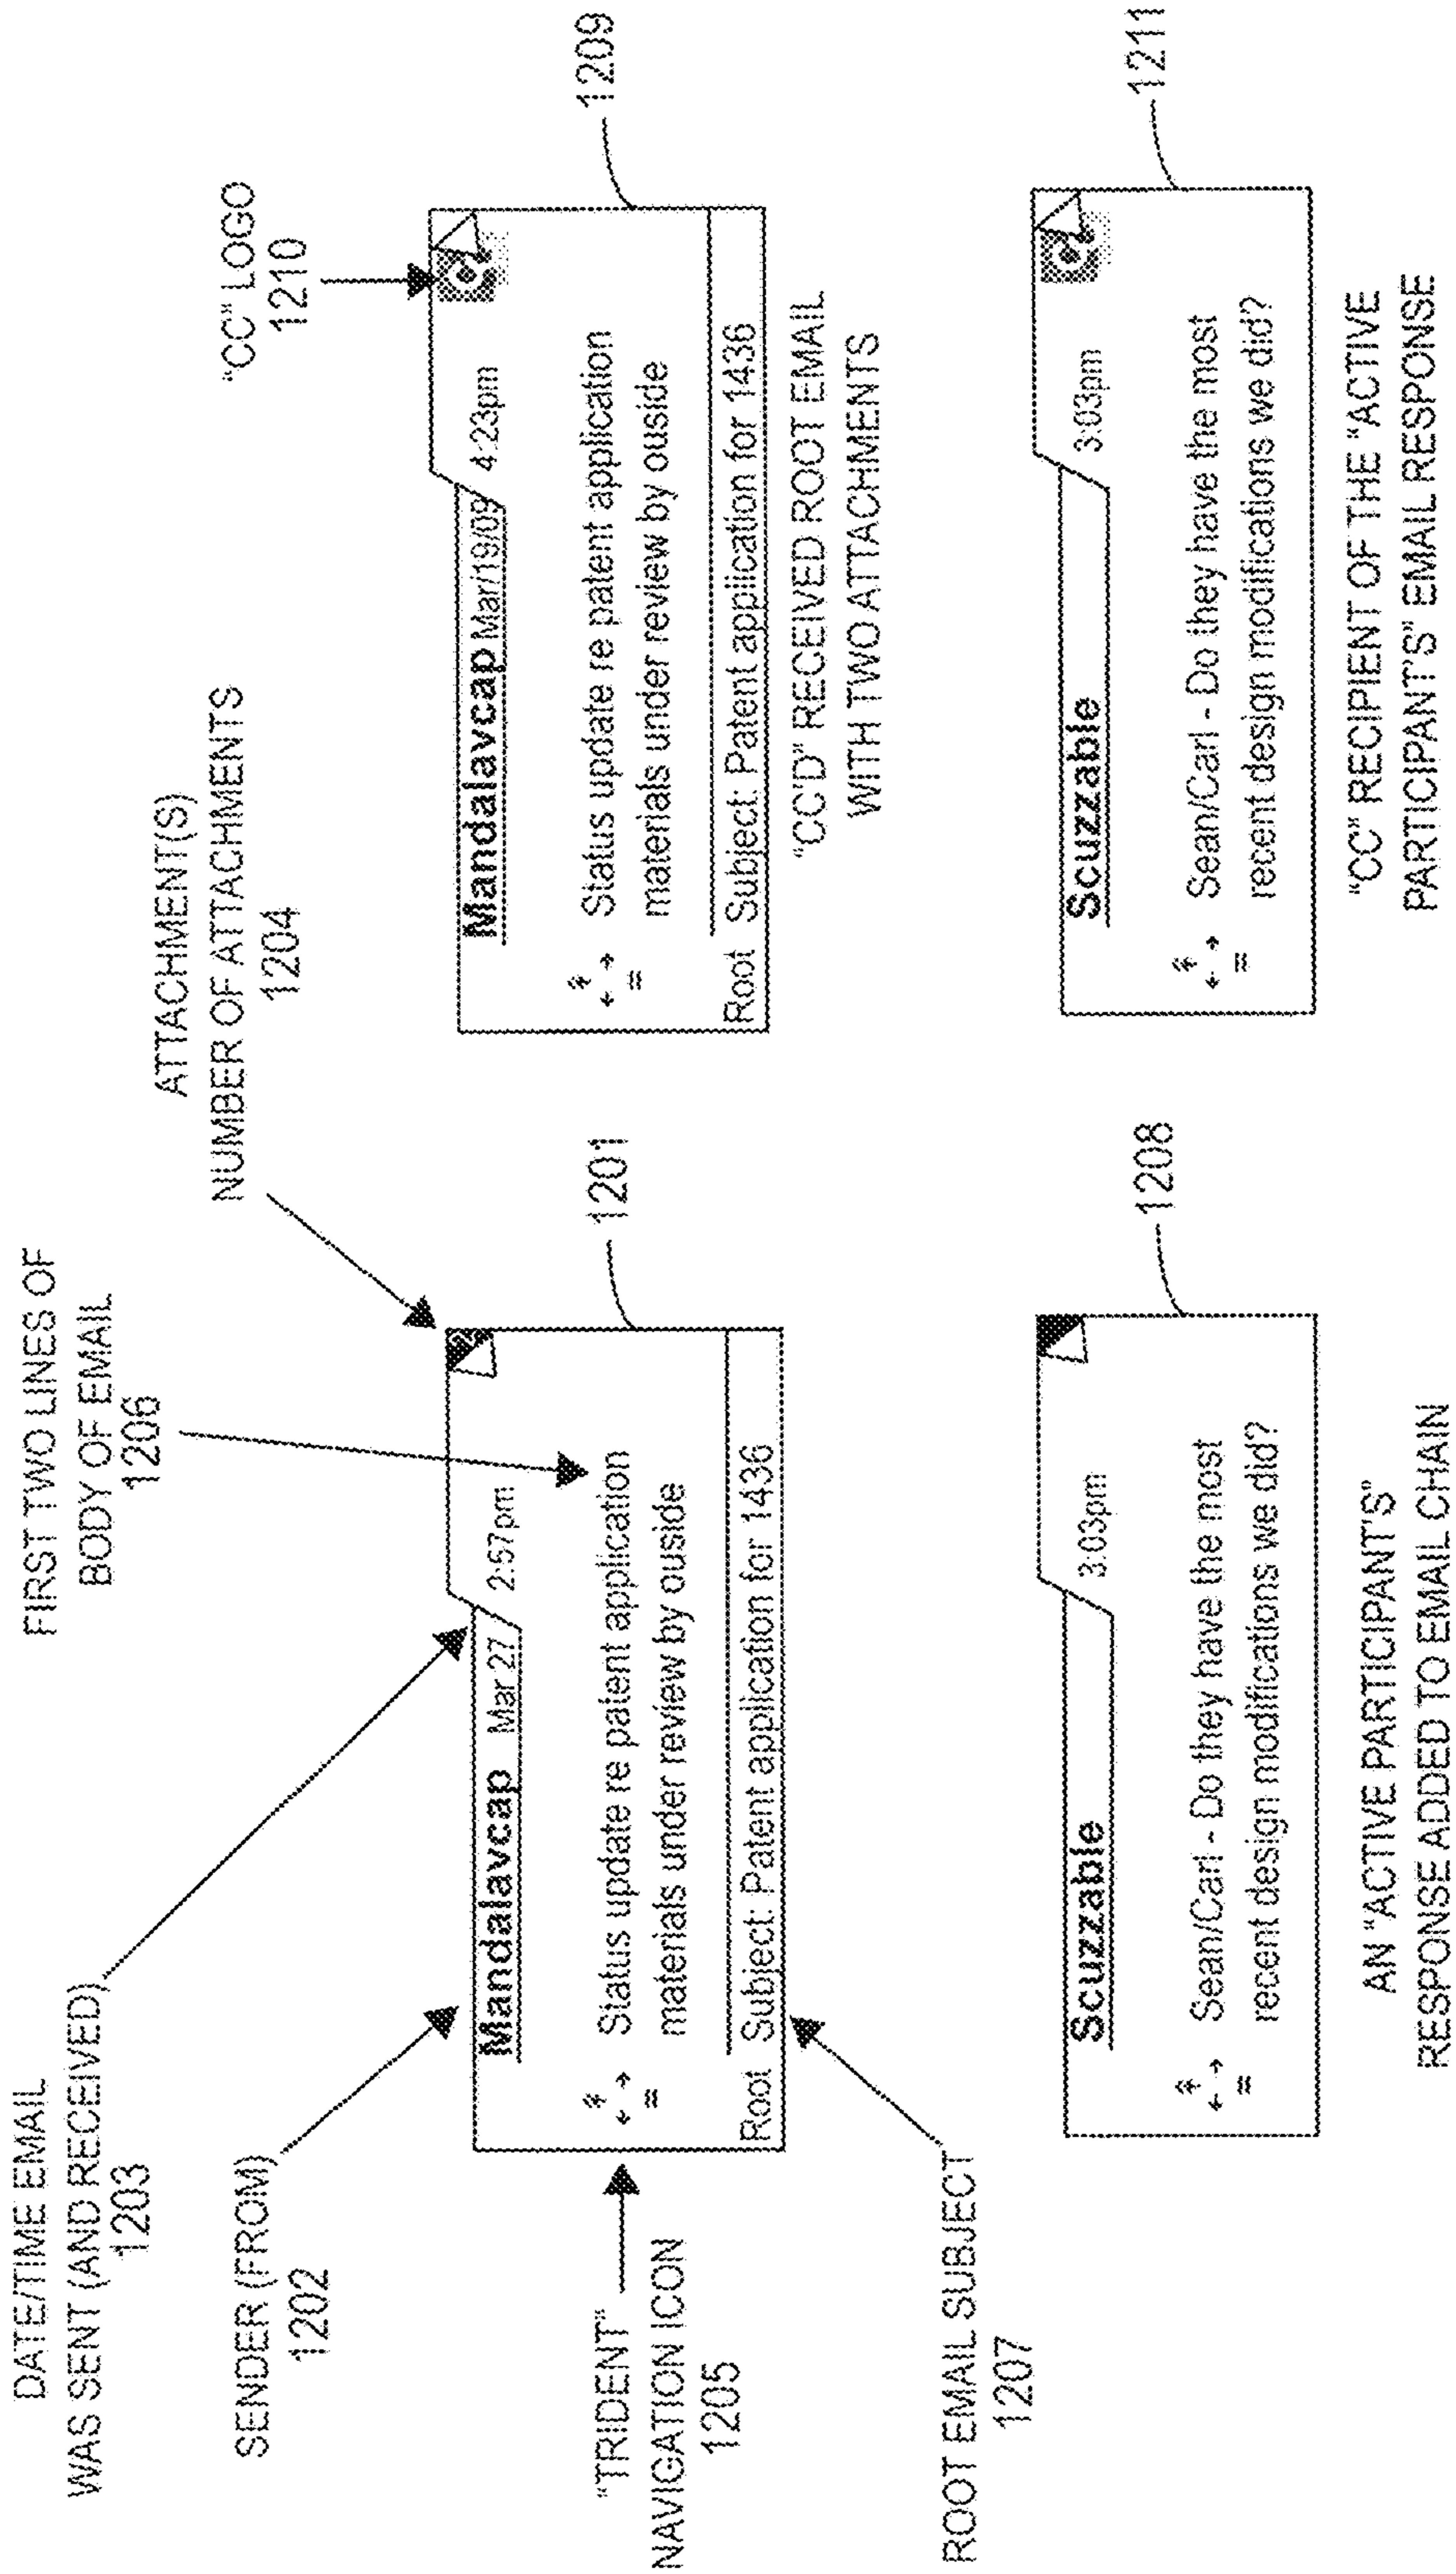 DATE/TIME EMAIL
WAS SENT (AND RECEIVED)
1203
SENDER (FROM)
1202
"TRIDENT"
NAVIGATION ICON
1205
ROOT EMAIL SUBJECT
1207
FIRST TWO LINES OF
BODY OF EMAIL
1206
ATTACHMENT(S)
NUMBER OF ATTACHMENTS
1204
"CC" LOGO
1210
Mandalavcap Mar 27 2:57pm
Status update re patent application
materials under review by ouside
Root Subject: Patent application for 1436
1201
Mandalavcap Mar/19/09 4:23pm
Status update re patent application
materials under review by ouside
Root Subject: Patent application for 1436
1209
"CC'D" RECEIVED ROOT EMAIL
WITH TWO ATTACHMENTS
Scuzzable 3:03pm
Sean/Carl - Do they have the most
recent design modifications we did?
1208
AN "ACTIVE PARTICIPANT'S"
RESPONSE ADDED TO EMAIL CHAIN
Scuzzable 3:03pm
Sean/Carl - Do they have the most
recent design modifications we did?
1211
"CC" RECIPIENT OF THE "ACTIVE
PARTICIPANT'S" EMAIL RESPONSE